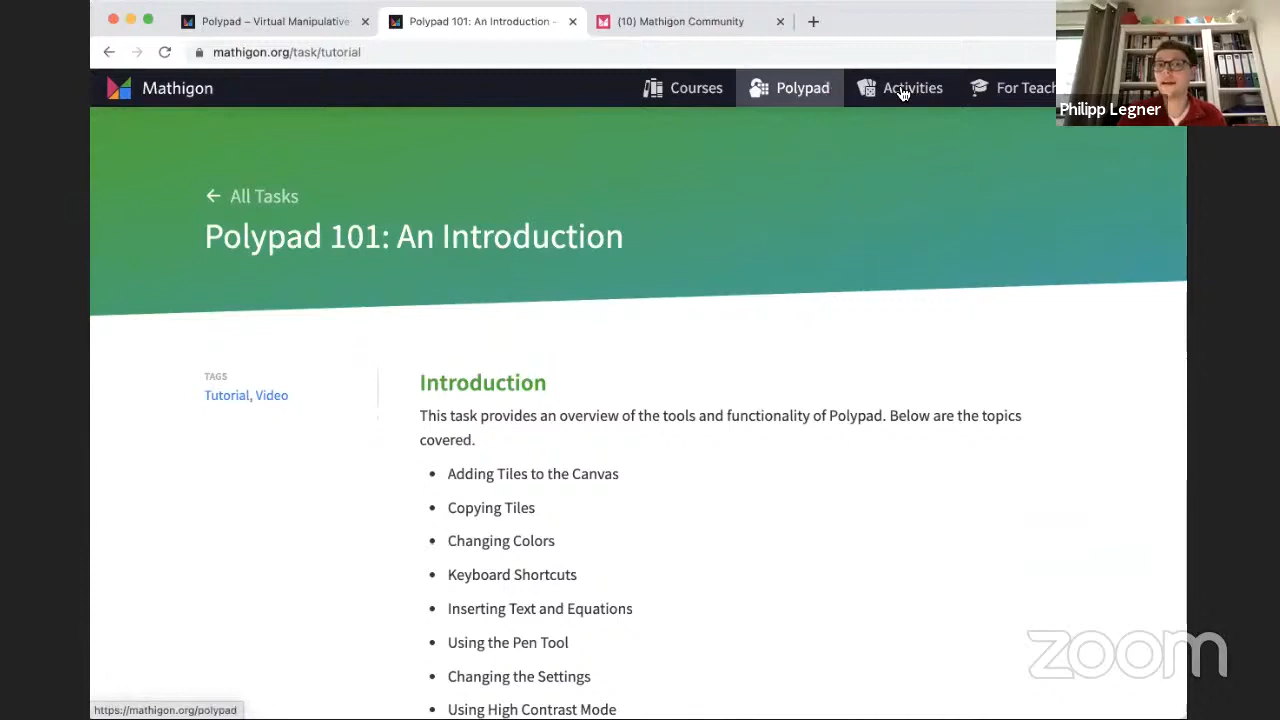 Polypad – Virtual Manipulative
Polypad 101: An Introduction –
(10) Mathigon Community
mathigon.org/task/tutorial
Mathigon
Courses
Polypad
Activities
For Teach
Philipp Legner
← All Tasks
Polypad 101: An Introduction
TAGS
Tutorial, Video
Introduction
This task provides an overview of the tools and functionality of Polypad. Below are the topics
covered.
• Adding Tiles to the Canvas
• Copying Tiles
• Changing Colors
• Keyboard Shortcuts
• Inserting Text and Equations
• Using the Pen Tool
• Changing the Settings
• Using High Contrast Mode
zoom
https://mathigon.org/polypad